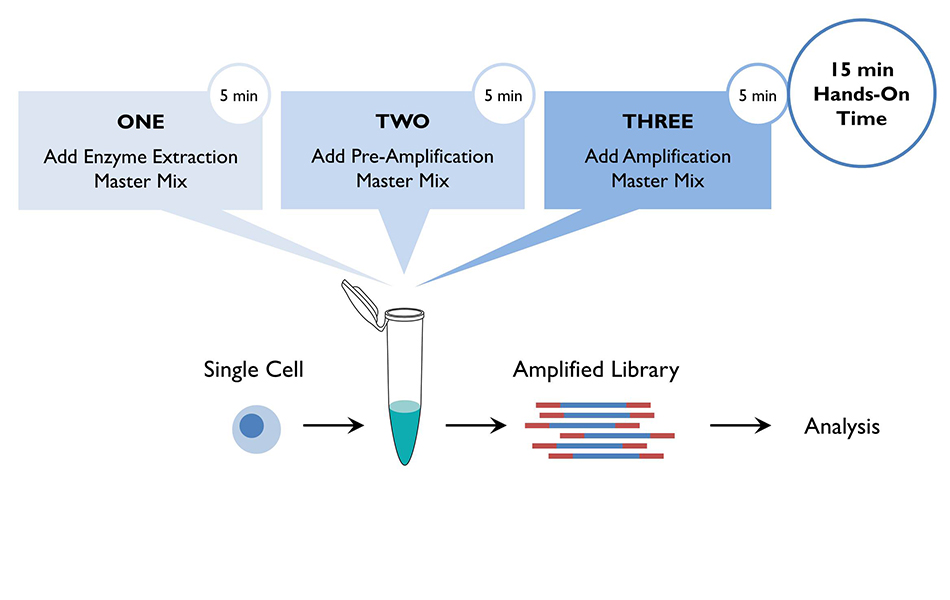 5 min
ONE
Add Enzyme Extraction
Master Mix
5 min
TWO
Add Pre-Amplification
Master Mix
5 min
THREE
Add Amplification
Master Mix
15 min
Hands-On
Time
Single Cell
Amplified Library
Analysis